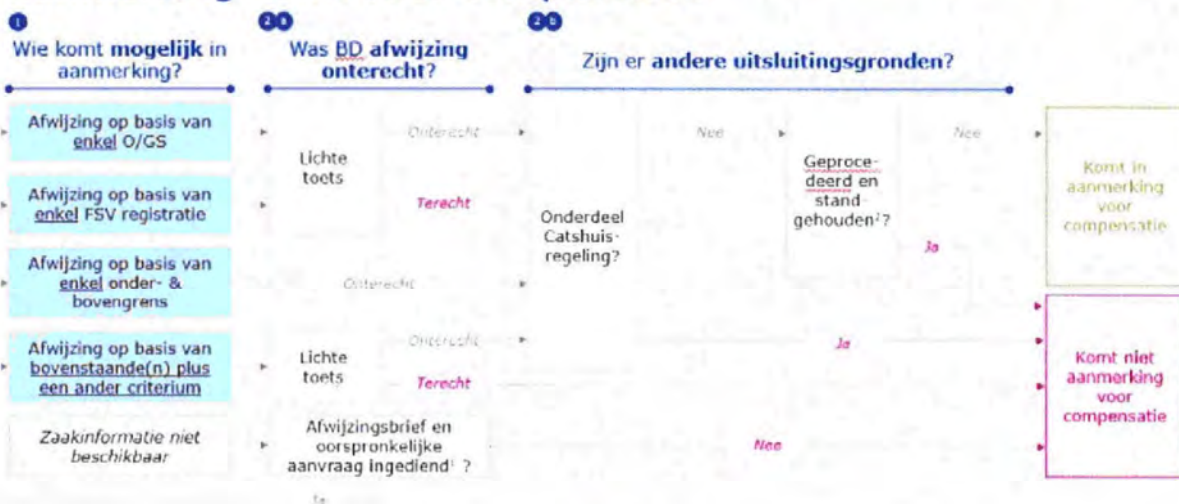 1
Wie komt mogelijk in
aanmerking?
2a
Was BD afwijzing
onterecht?
2b
Zijn er andere uitsluitingsgronden?
Afwijzing op basis van
enkel O/GS
Afwijzing op basis van
enkel FSV registratie
Afwijzing op basis van
enkel onder- &
bovengrens
Afwijzing op basis van
bovenstaande(n) plus
een ander criterium
Zaakinformatie niet
beschikbaar
Lichte
toets
Onterecht
Terecht
Onterecht
Lichte
toets
Onterecht
Terecht
Afwijzingsbrief en
oorspronkelijke
aanvraag ingediend¹ ?
Ja
Onderdeel
Catshuis-
regeling?
Nee
Geproce-
deerd en
stand-
gehouden²?
Nee
Ja
Ja
Nee
Komt in
aanmerking
voor
compensatie
Komt niet
aanmerking
voor
compensatie